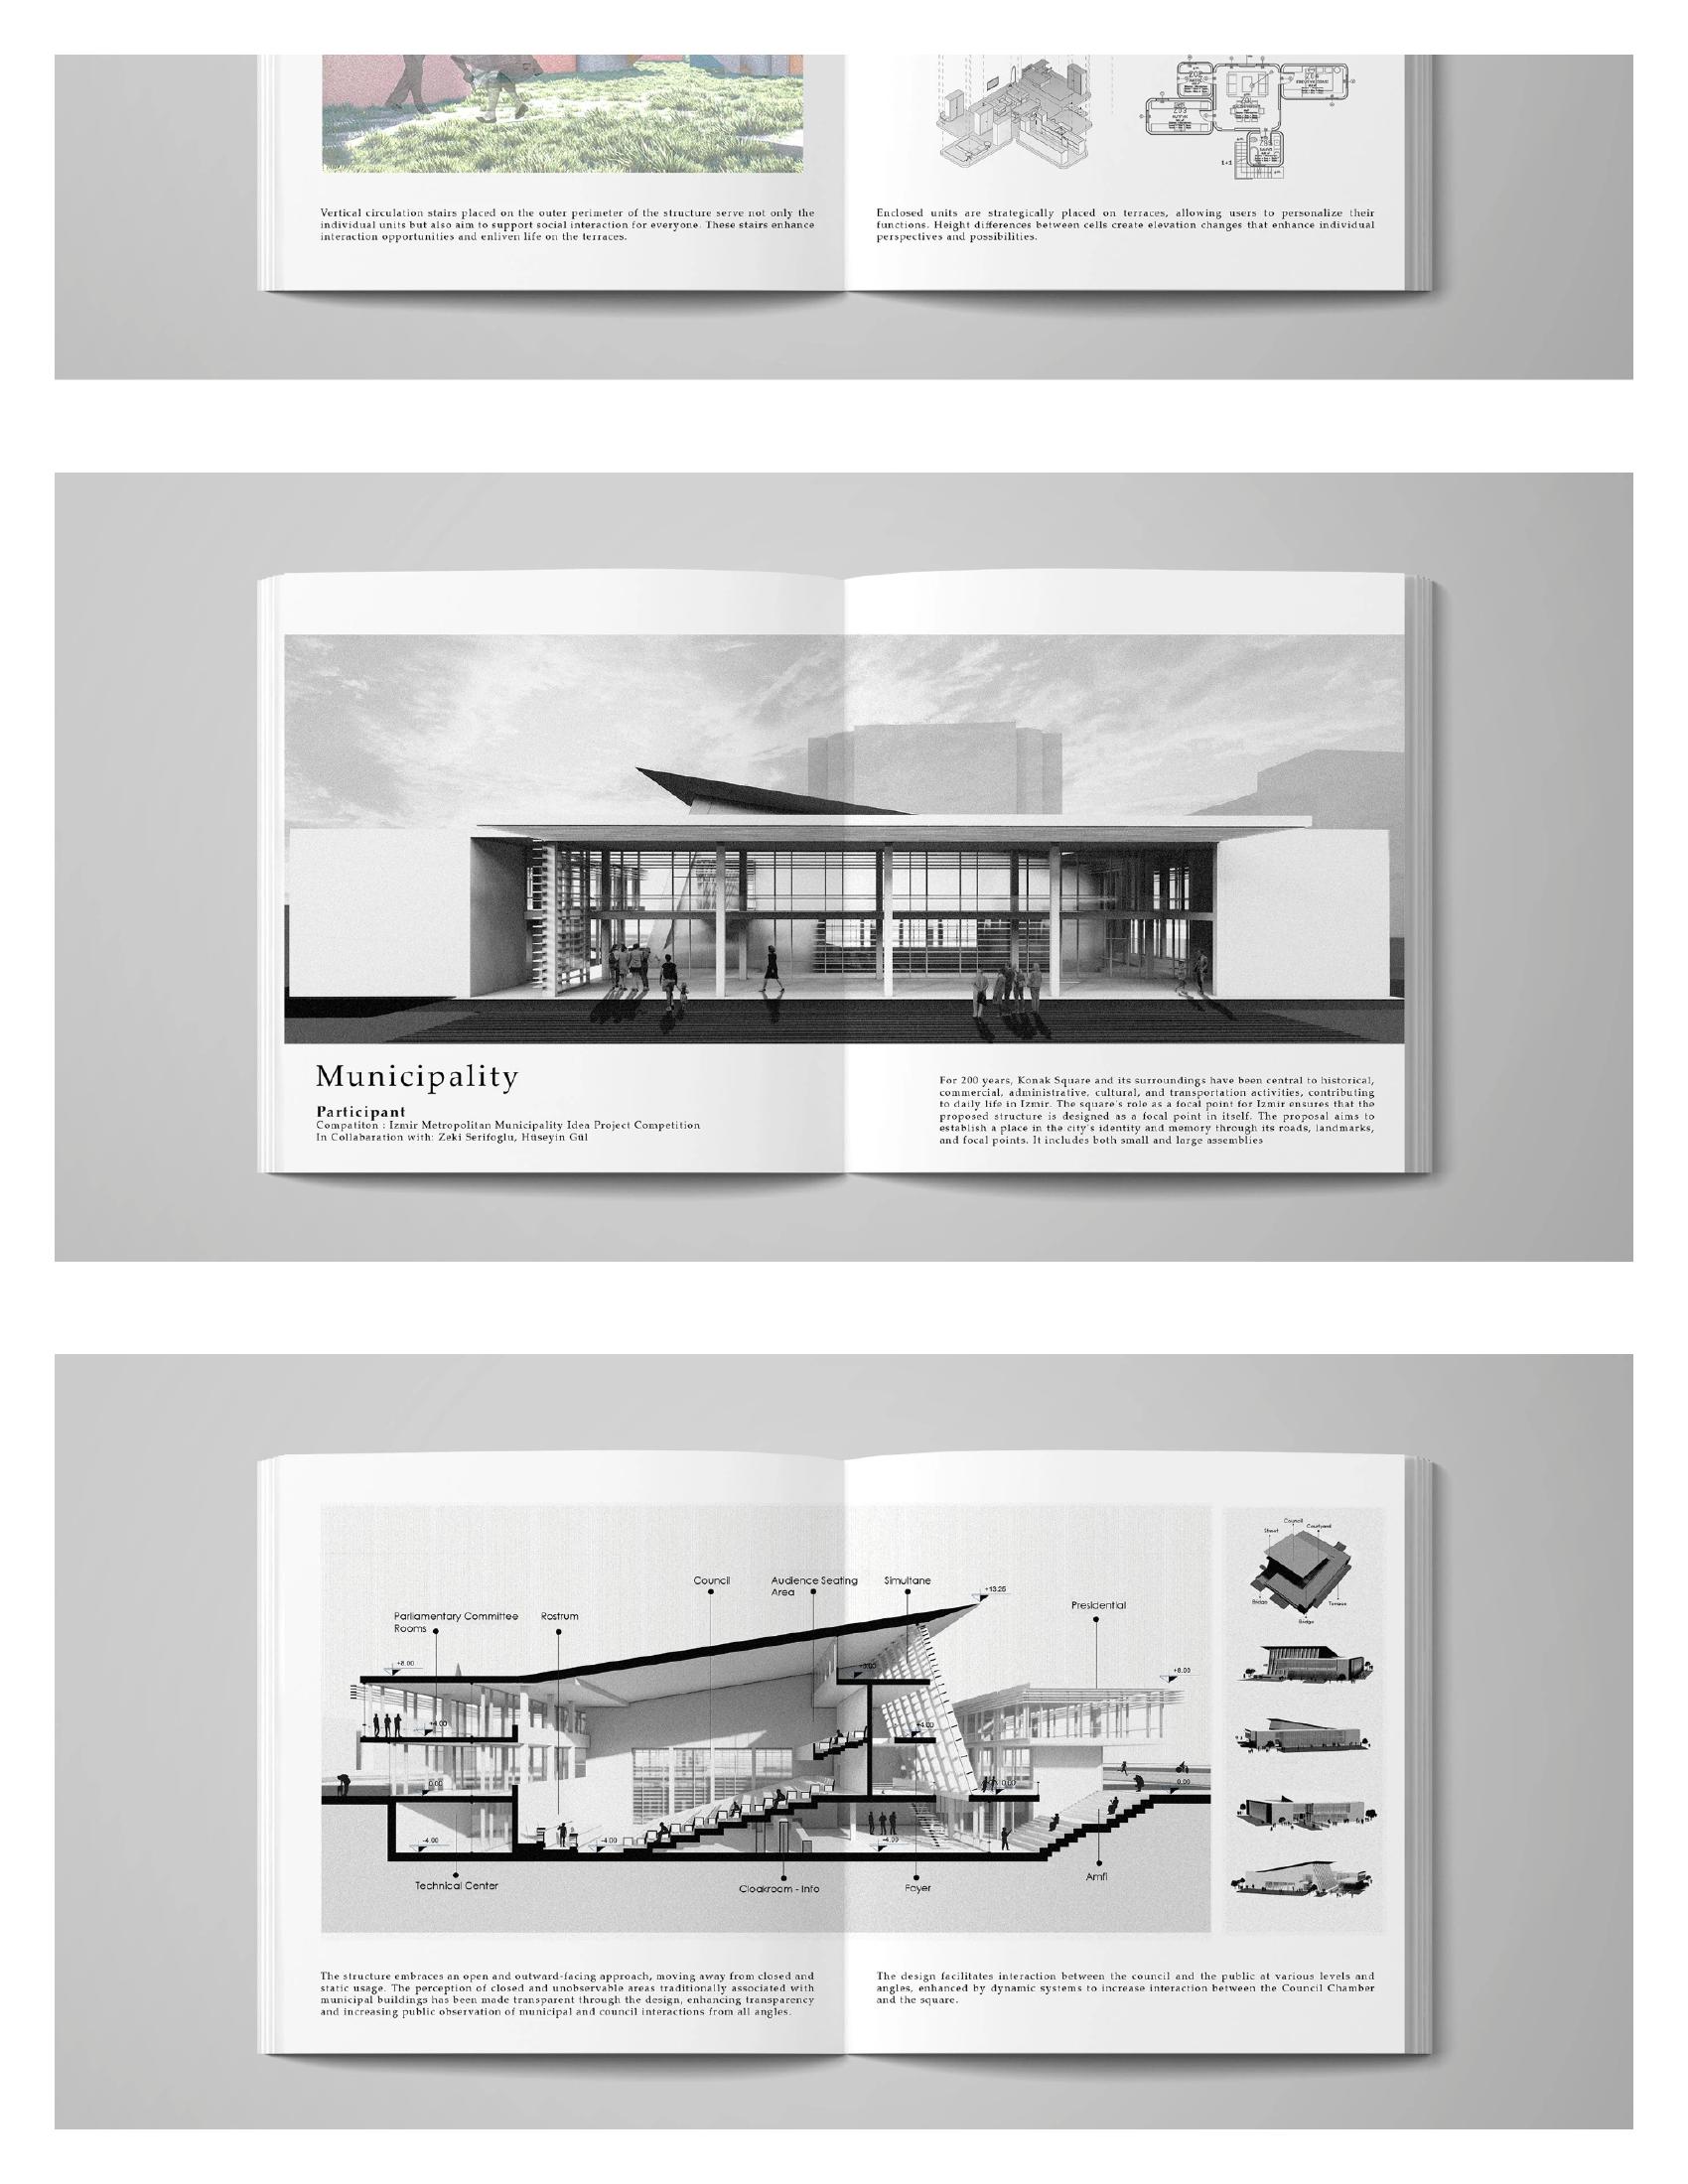 Vertical circulation stairs placed on the outer perimeter of the structure serve not only the
individual units but also aim to support social interaction for everyone. These stairs enhance
interaction opportunities and enliven life on the terraces.
1+1
Enclosed units are strategically placed on terraces, allowing users to personalize their
functions. Height differences between cells create elevation changes that enhance individual
perspectives and possibilities.
Municipality
Participant
Compatiton : Izmir Metropolitan Municipality Idea Project Competition
In Collabaration with: Zeki Serifoglu, Hüseyin Gül
For 200 years, Konak Square and its surroundings have been central to historical,
commercial, administrative, cultural, and transportation activities, contributing
to daily life in Izmir. The square's role as a focal point for Izmir ensures that the
proposed structure is designed as a focal point in itself. The proposal aims to
establish a place in the city's identity and memory through its roads, landmarks,
and focal points. It includes both small and large assemblies
Council
Audience Seating
Area
Simultane
+13.25
Presidential
Parliamentary Committee
Rooms
Rostrum
+8.00
+8.00
+4.00
+4.00
0.00
0.00
-4.00
-4.00
-4.00
Technical Center
Cloakroom - Info
Foyer
Amfi
Council
Street
Courtyard
Bridge
Terrace
Bridge
The structure embraces an open and outward-facing approach, moving away from closed and
static usage. The perception of closed and unobservable areas traditionally associated with
municipal buildings has been made transparent through the design, enhancing transparency
and increasing public observation of municipal and council interactions from all angles.
The design facilitates interaction between the council and the public at various levels and
angles, enhanced by dynamic systems to increase interaction between the Council Chamber
and the square.